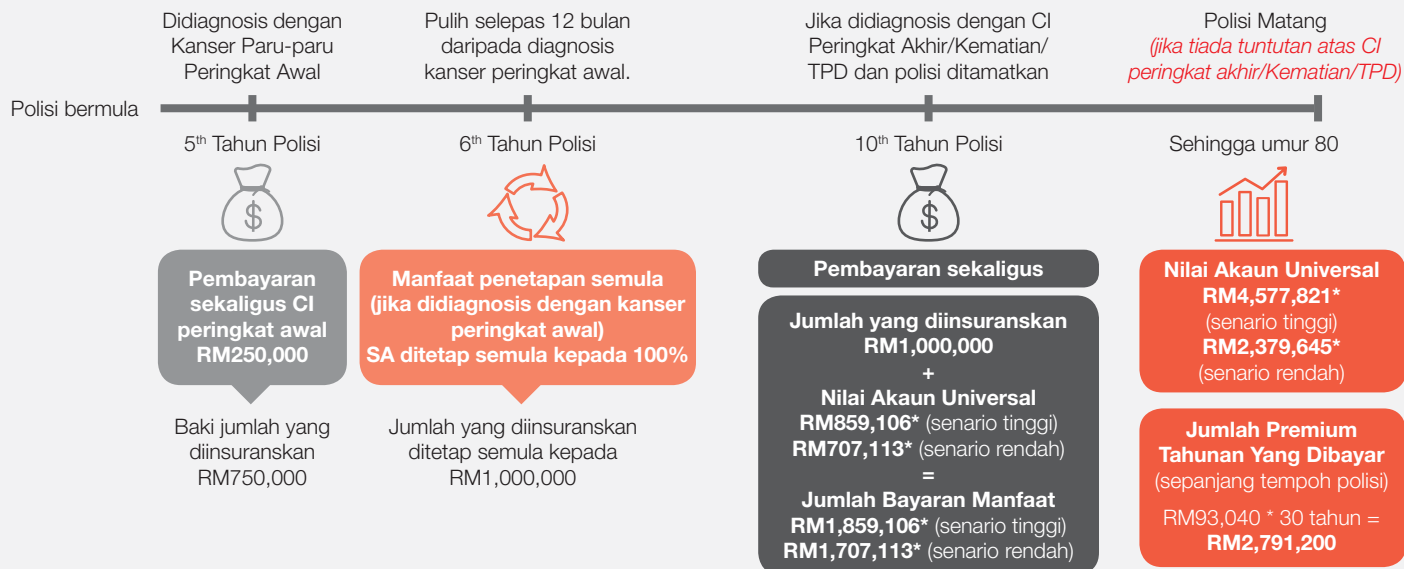 Didiagnosis dengan
Kanser Paru-paru
Peringkat Awal
Pulih selepas 12 bulan
daripada diagnosis
kanser peringkat awal.
Jika didiagnosis dengan CI
Peringkat Akhir/Kematian/
TPD dan polisi ditamatkan
Polisi Matang
(jika tiada tuntutan atas CI
peringkat akhir/Kematian/TPD)
Polisi bermula
5th Tahun Polisi
6th Tahun Polisi
10th Tahun Polisi
Sehingga umur 80
$
$
Pembayaran
sekaligus CI
peringkat awal
RM250,000
Baki jumlah yang
diinsuranskan
RM750,000
Manfaat penetapan semula
(jika didiagnosis dengan kanser
peringkat awal)
SA ditetap semula kepada 100%
Jumlah yang diinsuranskan
ditetap semula kepada
RM1,000,000
Pembayaran sekaligus
Jumlah yang diinsuranskan
RM1,000,000
+
Nilai Akaun Universal
RM859,106* (senario tinggi)
RM707,113* (senario rendah)
=
Jumlah Bayaran Manfaat
RM1,859,106* (senario tinggi)
RM1,707,113* (senario rendah)
Nilai Akaun Universal
RM4,577,821*
(senario tinggi)
RM2,379,645*
(senario rendah)
Jumlah Premium
Tahunan Yang Dibayar
(sepanjang tempoh polisi)
RM93,040 * 30 tahun =
RM2,791,200